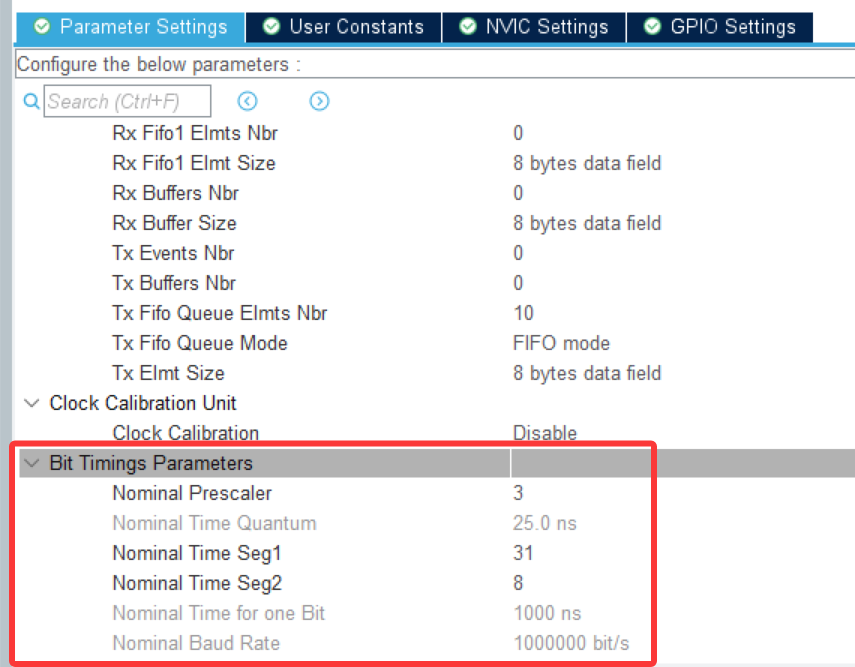 Parameter Settings User Constants NVIC Settings GPIO Settings
Configure the below parameters :
Search (Ctrl+F)
Rx Fifo1 Elmts Nbr 0
Rx Fifo1 Elmt Size 8 bytes data field
Rx Buffers Nbr 0
Rx Buffer Size 8 bytes data field
Tx Events Nbr 0
Tx Buffers Nbr 0
Tx Fifo Queue Elmts Nbr 10
Tx Fifo Queue Mode FIFO mode
Tx Elmt Size 8 bytes data field
Clock Calibration Unit
Clock Calibration Disable
Bit Timings Parameters
Nominal Prescaler 3
Nominal Time Quantum 25.0 ns
Nominal Time Seg1 31
Nominal Time Seg2 8
Nominal Time for one Bit 1000 ns
Nominal Baud Rate 1000000 bit/s